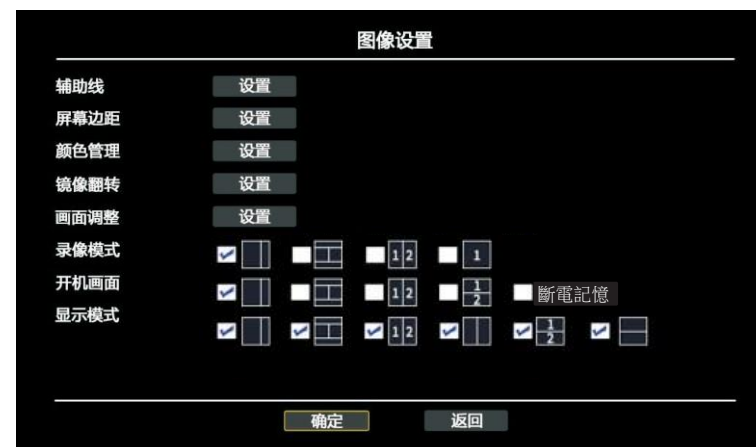 图像设置
辅助线 设置
屏幕边距 设置
颜色管理 设置
镜像翻转 设置
画面调整 设置
录像模式 1 2 1
开机画面 1 2 1 2 斷電記憶
显示模式 1 2 1 2
确定 返回